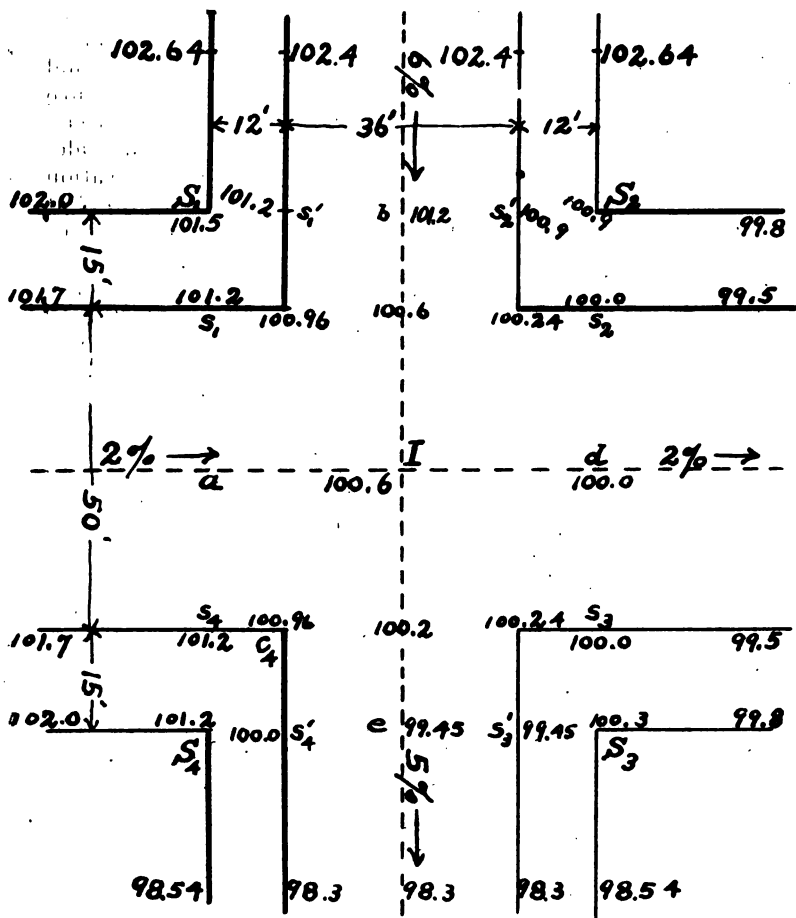 102.64 102.4 6% 102.4 102.64
12' 36' 12'
102.0 S₁ 101.2 s₁' b 101.2 s₂' 100.9 100.9 S₂
101.5 99.8
15'
101.7 101.2 100.0 99.5
s₁ 100.96 100.6 100.24 s₂
2% I d 2%
a 100.6 100.0
50'
s₄ 100.96 100.24 s₃
101.7 101.2 C₄ 100.2 100.0 99.5
15'
102.0 101.2 100.0 s₄' e 99.45 s₃' 99.45 100.3 99.8
S₄ S₃
5%
98.54 98.3 98.3 98.3 98.54